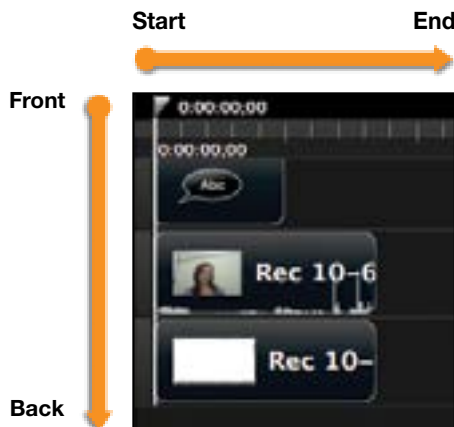 Start End
Front
0:00:00;00
0:00:00;00
Abc
Rec 10-6
Rec 10-
Back